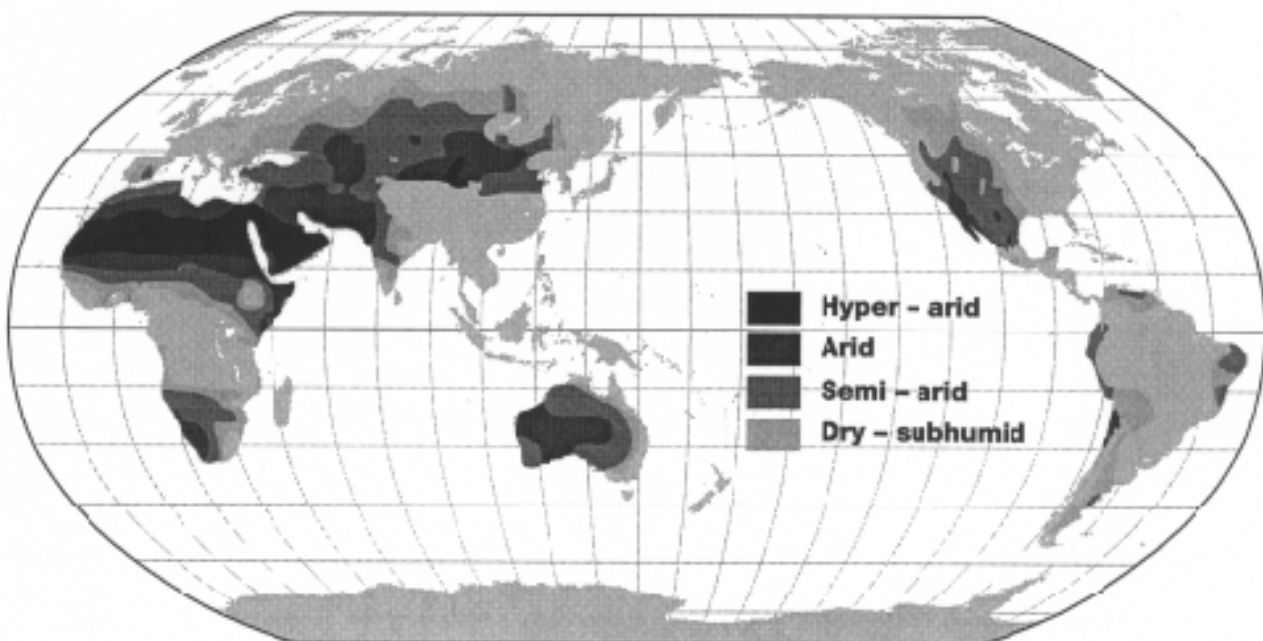 Hyper – arid
Arid
Semi – arid
Dry – subhumid